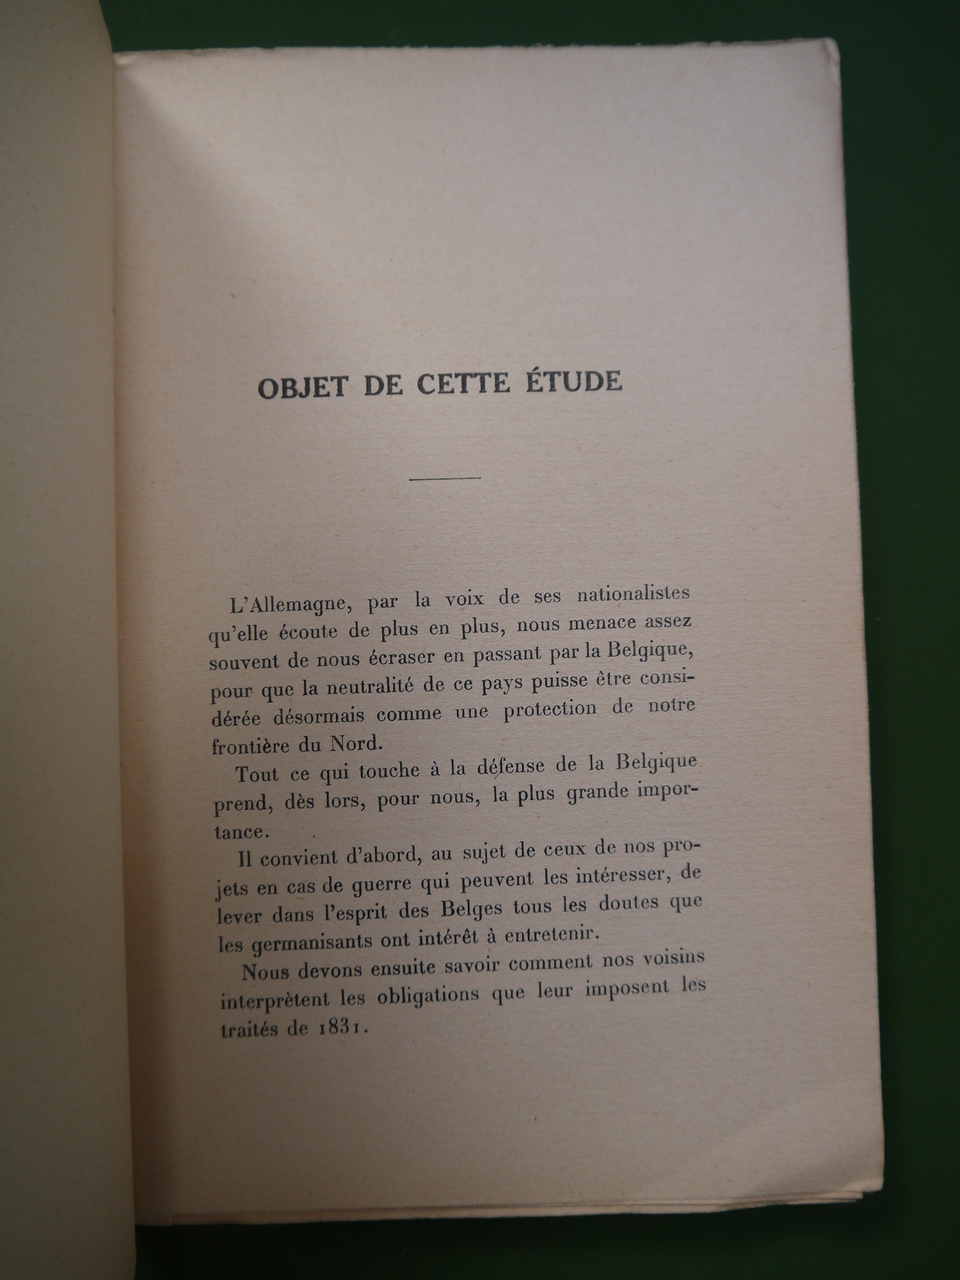 OBJET DE CETTE ÉTUDE
L'Allemagne, par la voix de ses nationalistes
qu'elle écoute de plus en plus, nous menace assez
souvent de nous écraser en passant par la Belgique,
pour que la neutralité de ce pays puisse être consi-
dérée désormais comme une protection de notre
frontière du Nord.
Tout ce qui touche à la défense de la Belgique
prend, dès lors, pour nous, la plus grande impor-
tance.
Il convient d'abord, au sujet de ceux de nos pro-
jets en cas de guerre qui peuvent les intéresser, de
lever dans l'esprit des Belges tous les doutes que
les germanisants ont intérêt à entretenir.
Nous devons ensuite savoir comment nos voisins
interprètent les obligations que leur imposent les
traités de 1831.